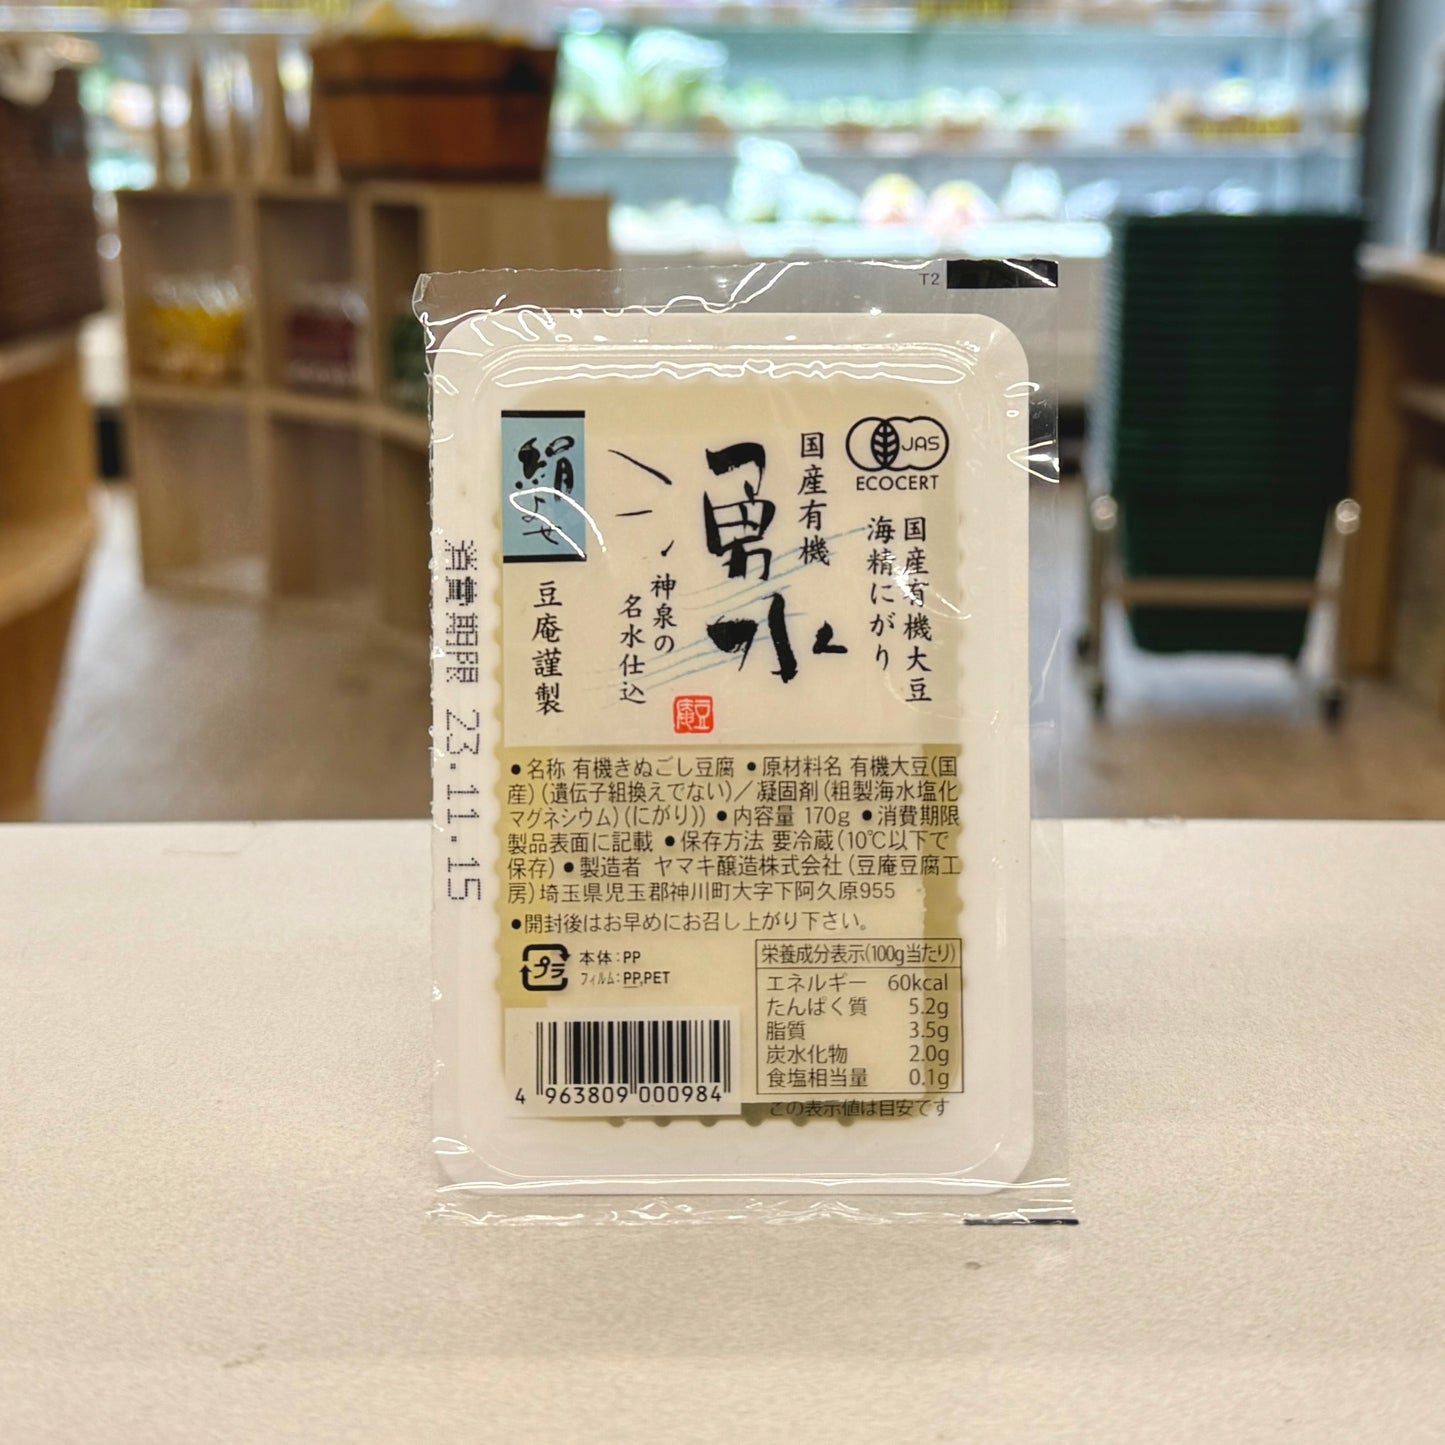 T2
JAS
ECOCERT
国産有機大豆
海精にがり
国産有機
勇水
神泉の
名水仕込
豆庵
絹よせ
豆庵謹製
消費期限 23.11.15
●名称 有機きぬごし豆腐 ●原材料名 有機大豆(国
産)(遺伝子組換えでない)／凝固剤(粗製海水塩化
マグネシウム)(にがり)) ●内容量 170g ●消費期限
製品表面に記載 ●保存方法 要冷蔵(10℃以下で
保存) ●製造者 ヤマキ醸造株式会社(豆庵豆腐工
房)埼玉県児玉郡神川町大字下阿久原955
●開封後はお早めにお召し上がり下さい。
プラ
本体:PP
フィルム:PP,PET
栄養成分表示(100g当たり)
エネルギー 60kcal
たんぱく質 5.2g
脂質 3.5g
炭水化物 2.0g
食塩相当量 0.1g
この表示値は目安です
4 963809 000984